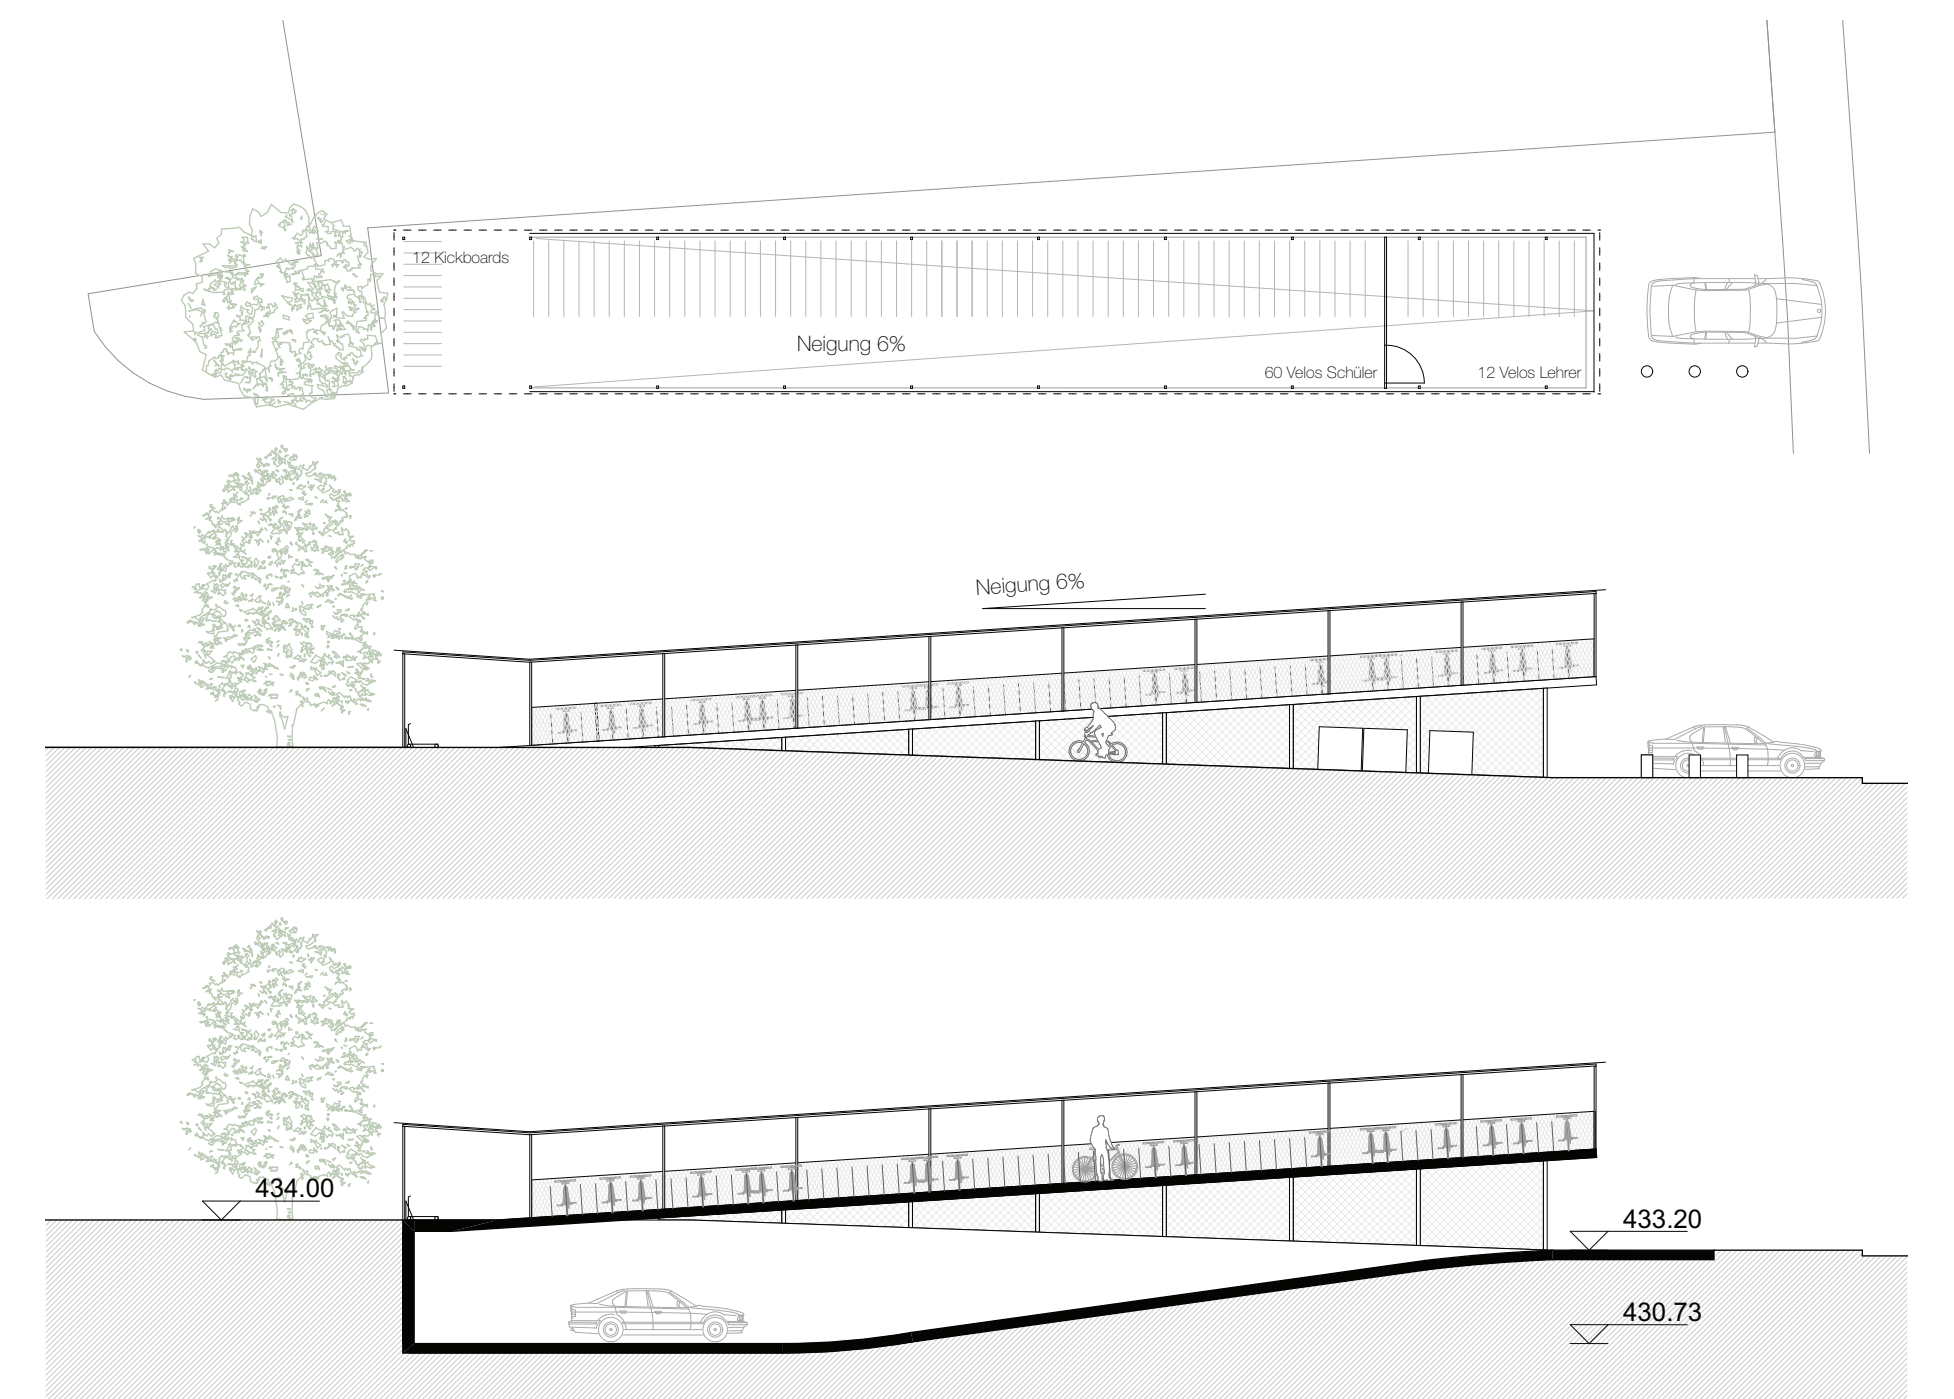 12 Kickboards
Neigung 6%
60 Velos Schüler
12 Velos Lehrer
Neigung 6%
434.00
433.20
430.73